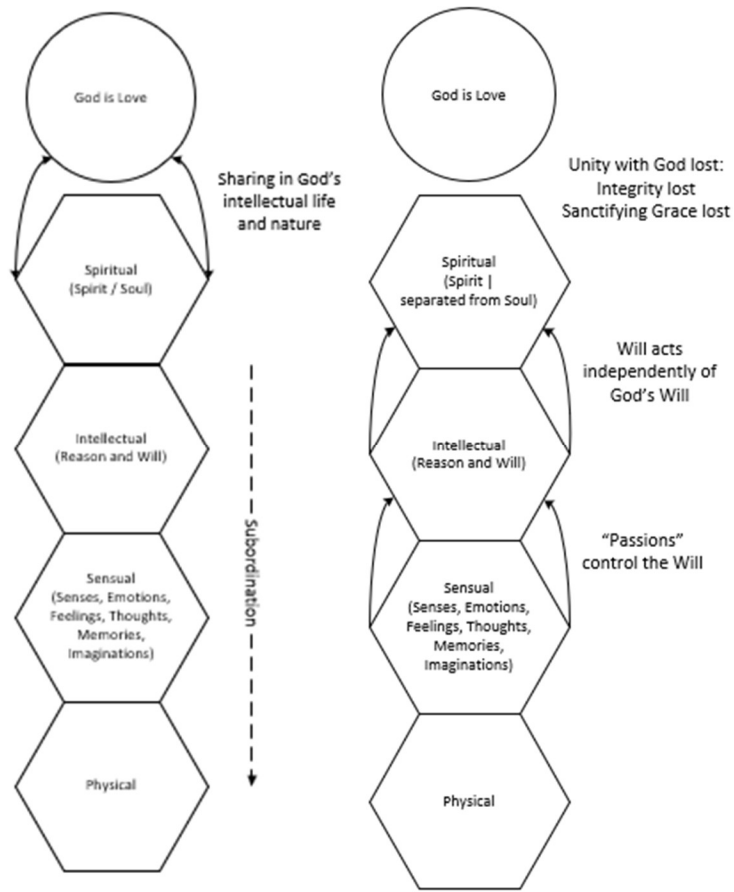 God is Love
Sharing in God's
intellectual life
and nature
Spiritual
(Spirit / Soul)
Intellectual
(Reason and Will)
Subordination
Sensual
(Senses, Emotions,
Feelings, Thoughts,
Memories,
Imaginations)
Physical
God is Love
Unity with God lost:
Integrity lost
Sanctifying Grace lost
Spiritual
(Spirit |
separated from Soul)
Will acts
independently of
God's Will
Intellectual
(Reason and Will)
“Passions”
control the Will
Sensual
(Senses, Emotions,
Feelings, Thoughts,
Memories,
Imaginations)
Physical